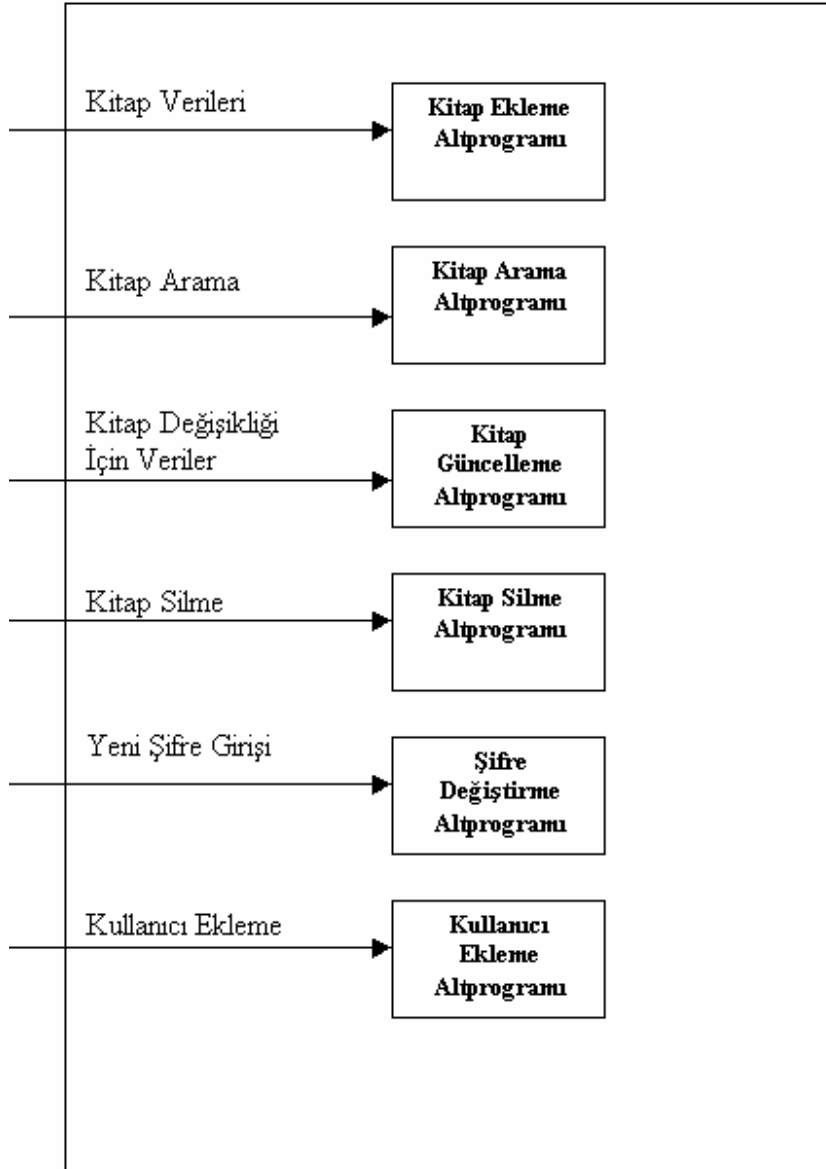 Kitap Verileri
Kitap Ekleme
Altprogramı
Kitap Arama
Kitap Arama
Altprogramı
Kitap Değişikliği
İçin Veriler
Kitap
Güncelleme
Altprogramı
Kitap Silme
Kitap Silme
Altprogramı
Yeni Şifre Girişi
Şifre
Değiştirme
Altprogramı
Kullanıcı Ekleme
Kullanıcı
Ekleme
Altprogramı